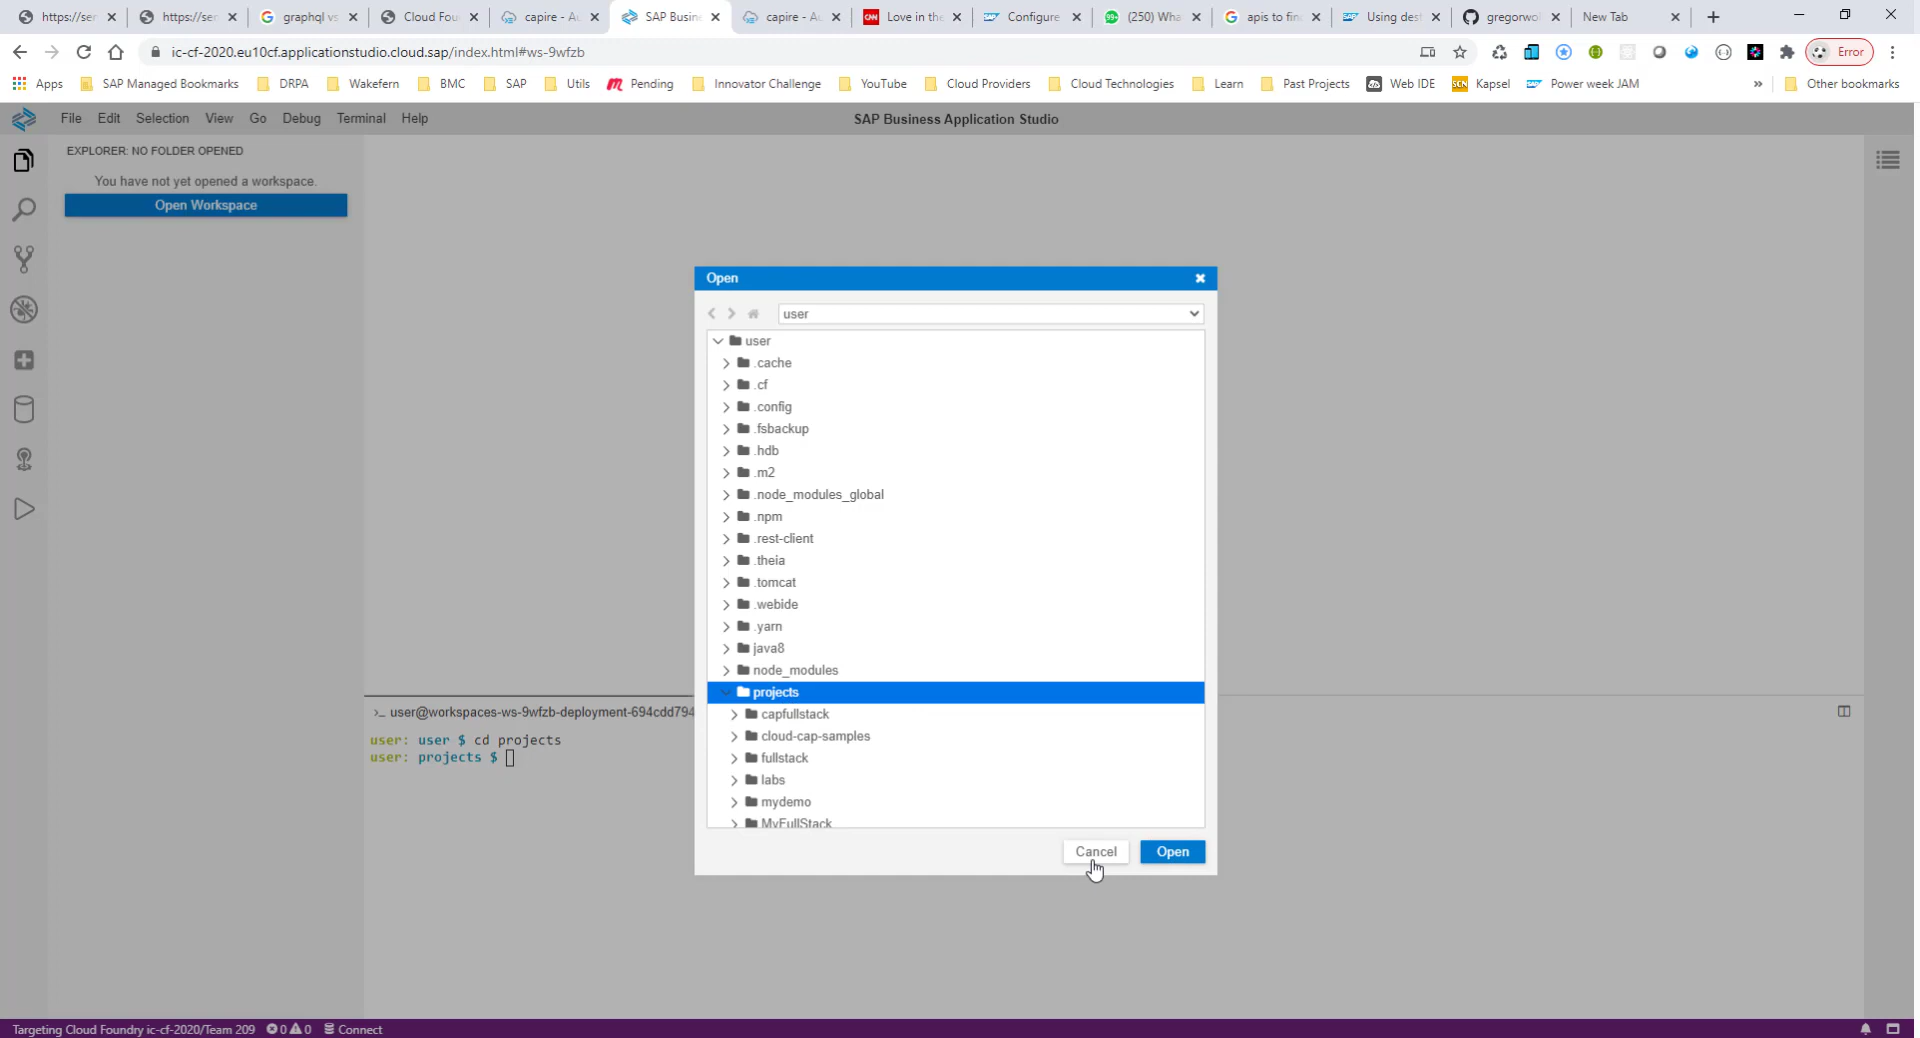 https://ser
https://ser
graphql vs
Cloud Fou
capire - Au
SAP Busin
capire - Au
Love in the
Configure
(250) Wha
apis to fin
Using dest
gregorwol
New Tab
ic-cf-2020.eu10cf.applicationstudio.cloud.sap/index.html#ws-9wfzb
Error
Apps
SAP Managed Bookmarks
DRPA
Wakefern
BMC
SAP
Utils
Pending
Innovator Challenge
YouTube
Cloud Providers
Cloud Technologies
Learn
Past Projects
Web IDE
Kapsel
Power week JAM
»
Other bookmarks
File Edit Selection View Go Debug Terminal Help
SAP Business Application Studio
EXPLORER: NO FOLDER OPENED
You have not yet opened a workspace.
Open Workspace
Open
user
user
.cache
.cf
.config
.fsbackup
.hdb
.m2
.node_modules_global
.npm
.rest-client
.theia
.tomcat
.webide
.yarn
java8
node_modules
projects
capfullstack
cloud-cap-samples
fullstack
labs
mydemo
MyFullStack
Cancel
Open
>_ user@workspaces-ws-9wfzb-deployment-694cdd794
user: user $ cd projects
user: projects $
Targeting Cloud Foundry ic-cf-2020/Team 209
0 0
Connect